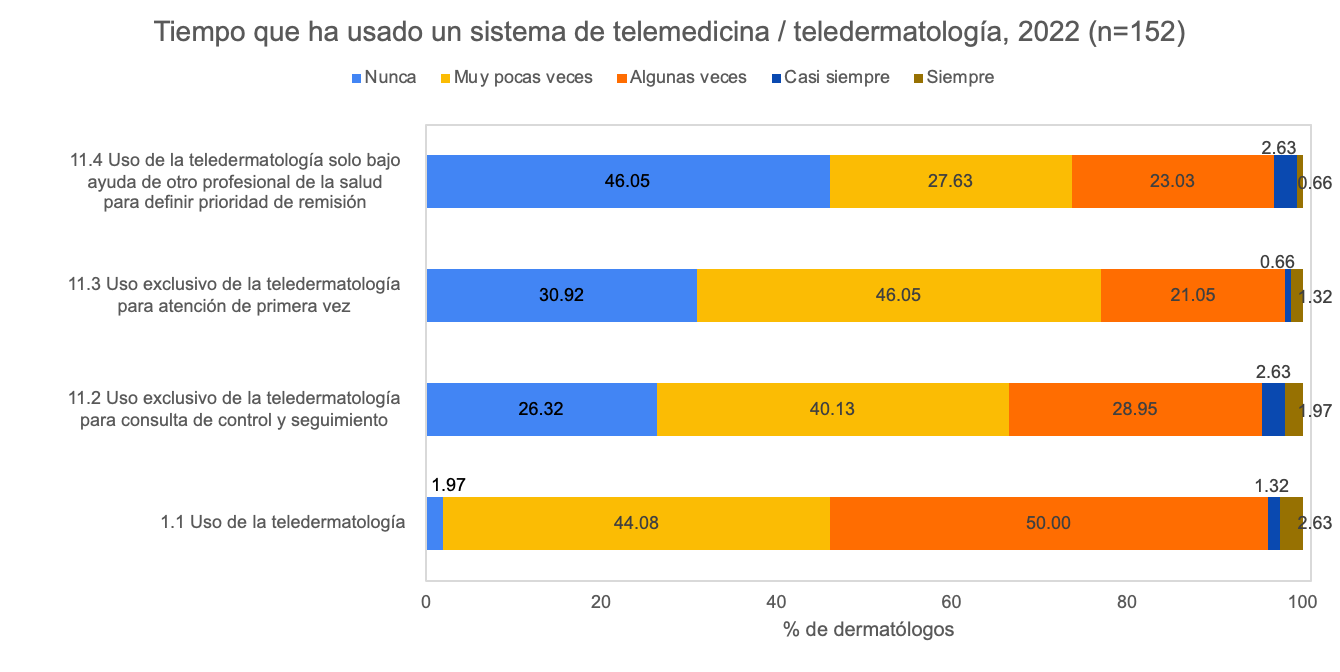 Tiempo que ha usado un sistema de telemedicina / teledermatología, 2022 (n=152)
Nunca Muy pocas veces Algunas veces Casi siempre Siempre
11.4 Uso de la teledermatología solo bajo
ayuda de otro profesional de la salud
para definir prioridad de remisión
46.05 27.63 23.03 2.63 0.66
11.3 Uso exclusivo de la teledermatología
para atención de primera vez
30.92 46.05 21.05 0.66 1.32
11.2 Uso exclusivo de la teledermatología
para consulta de control y seguimiento
26.32 40.13 28.95 2.63 1.97
1.1 Uso de la teledermatología
1.97 44.08 50.00 1.32 2.63
0 20 40 60 80 100
% de dermatólogos